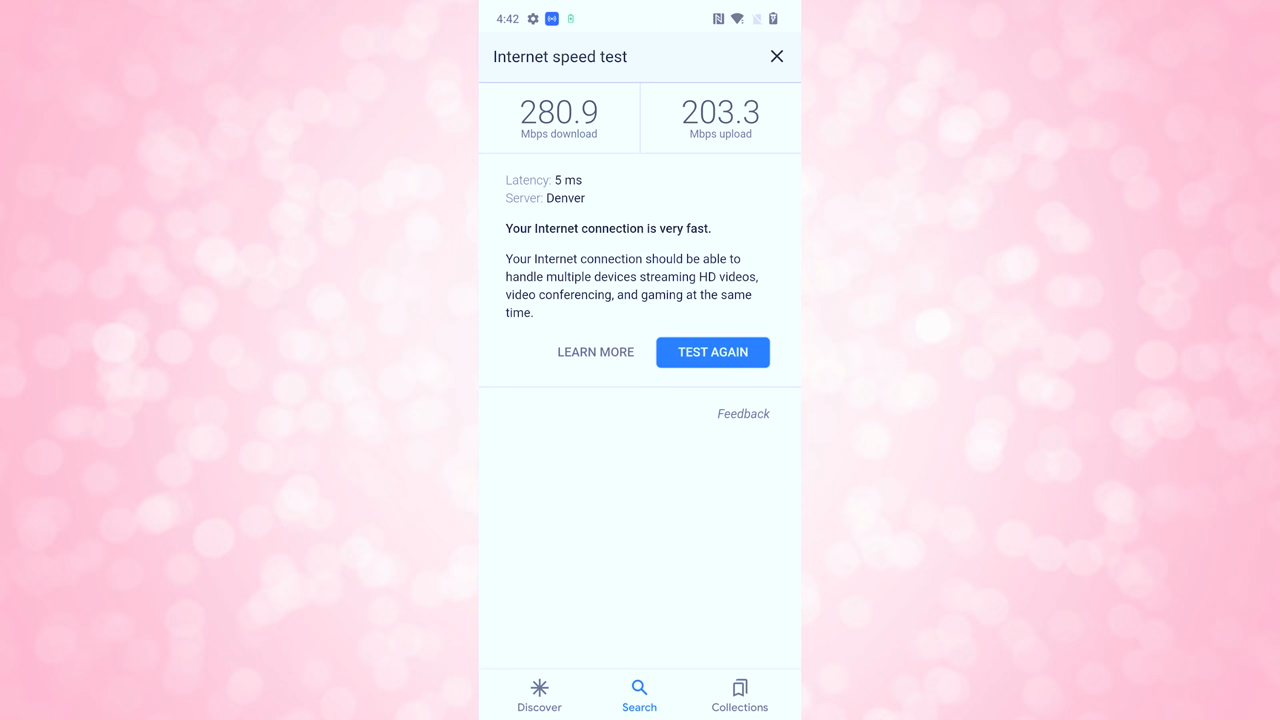 4:42
Internet speed test
280.9
Mbps download
203.3
Mbps upload
Latency: 5 ms
Server: Denver
Your Internet connection is very fast.
Your Internet connection should be able to
handle multiple devices streaming HD videos,
video conferencing, and gaming at the same
time.
LEARN MORE
TEST AGAIN
Feedback
Discover
Search
Collections